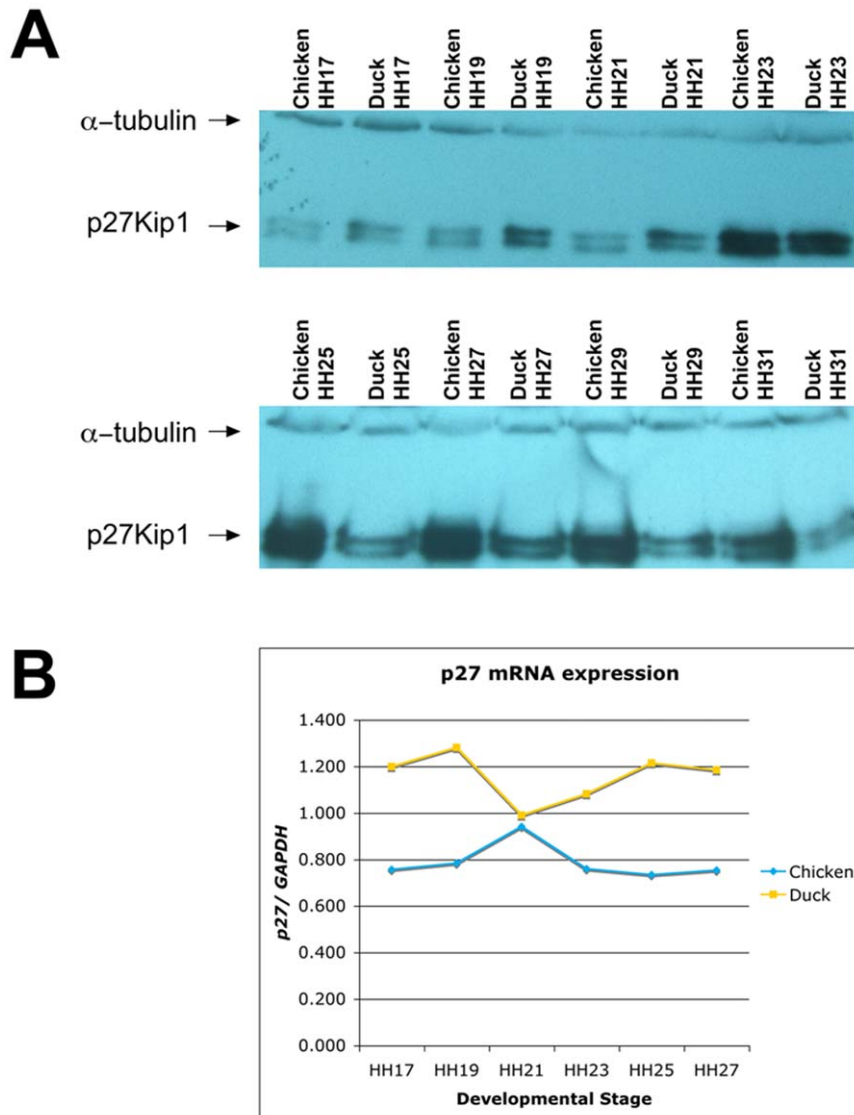 A
Chicken HH17
Duck HH17
Chicken HH19
Duck HH19
Chicken HH21
Duck HH21
Chicken HH23
Duck HH23
α–tubulin
p27Kip1
Chicken HH25
Duck HH25
Chicken HH27
Duck HH27
Chicken HH29
Duck HH29
Chicken HH31
Duck HH31
α–tubulin
p27Kip1
B
p27 mRNA expression
1.400
1.200
1.000
0.800
0.600
0.400
0.200
0.000
p27/ GAPDH
Chicken
Duck
HH17 HH19 HH21 HH23 HH25 HH27
Developmental Stage